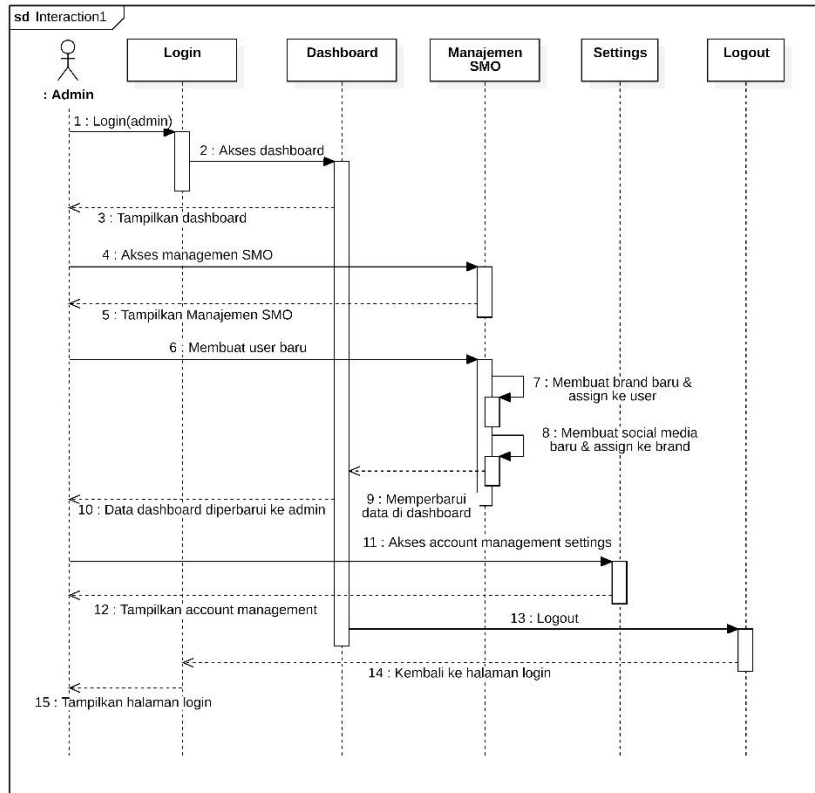 sd Interaction1
: Admin
Login
Dashboard
Manajemen
SMO
Settings
Logout
1 : Login(admin)
2 : Akses dashboard
3 : Tampilkan dashboard
4 : Akses managemen SMO
5 : Tampilkan Manajemen SMO
6 : Membuat user baru
7 : Membuat brand baru &
assign ke user
8 : Membuat social media
baru & assign ke brand
9 : Memperbarui
data di dashboard
10 : Data dashboard diperbarui ke admin
11 : Akses account management settings
12 : Tampilkan account management
13 : Logout
14 : Kembali ke halaman login
15 : Tampilkan halaman login